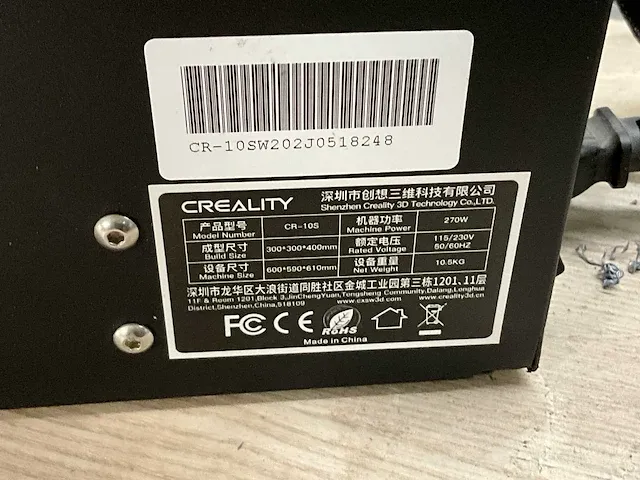 CR-10SW202J0518248
CREALITY 深圳市创想三维科技有限公司
Shenzhen Creality 3D Technology Co.,LTD.
产品型号 CR-10S 机器功率 270W
Model Number Machine Power
成型尺寸 300*300*400mm 额定电压 115/230V
Build Size Rated Voltage 50/60HZ
设备尺寸 600*590*610mm 设备重量 10.5KG
Machine Size Net Weight
深圳市龙华区大浪街道同胜社区金城工业园第三栋1201、11层
11F & Room 1201,Block 3,JinChengYuan,Tongsheng Community,Dalang,Longhua
District,Shenzhen,China,518109 www.cxsw3d.com www.creality3d.cn
FC CE RoHS
Made in China